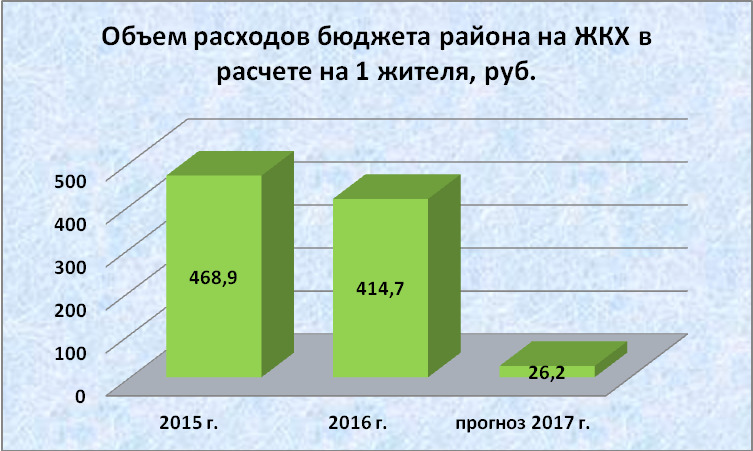 Объем расходов бюджета района на ЖКХ в
расчете на 1 жителя, руб.
500
400
300
200
100
0
468,9
414,7
26,2
2015 г.
2016 г.
прогноз 2017 г.